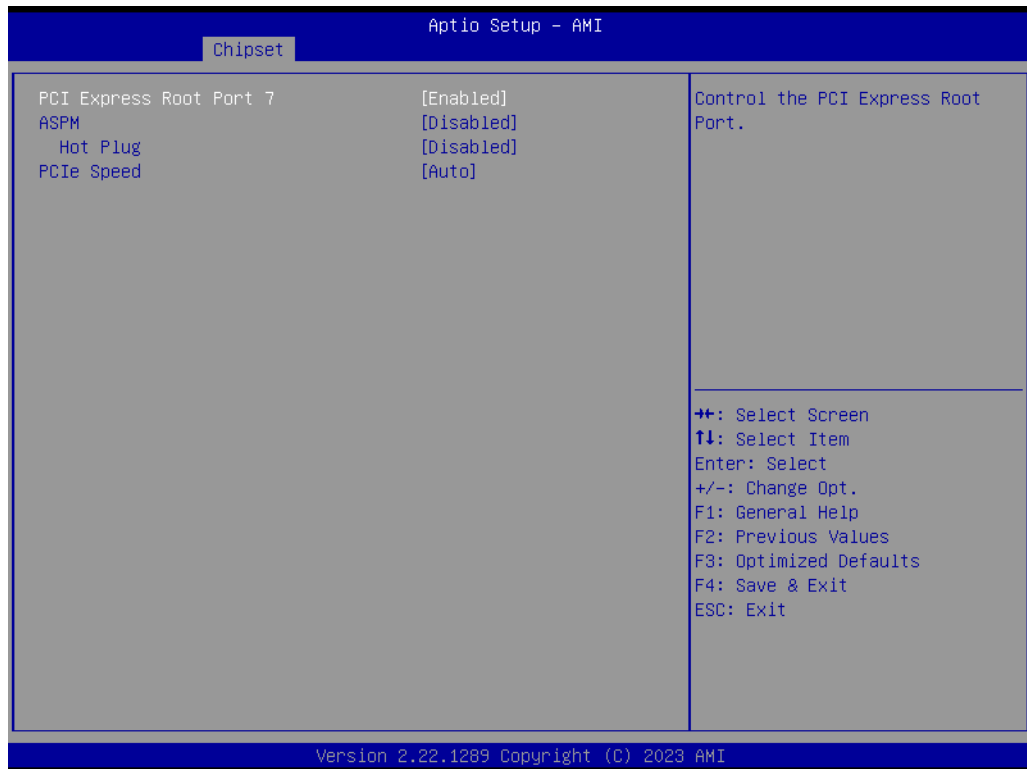 Aptio Setup – AMI
Chipset
PCI Express Root Port 7 [Enabled]
ASPM [Disabled]
Hot Plug [Disabled]
PCIe Speed [Auto]
Control the PCI Express Root
Port.
→←: Select Screen
↑↓: Select Item
Enter: Select
+/-: Change Opt.
F1: General Help
F2: Previous Values
F3: Optimized Defaults
F4: Save & Exit
ESC: Exit
Version 2.22.1289 Copyright (C) 2023 AMI